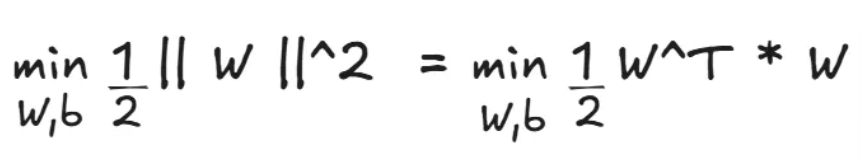 min 1/2 || W ||^2 = min 1/2 W^T * W
W,b W,b